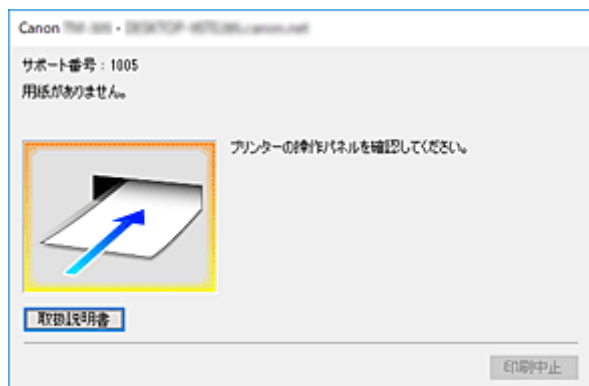 Canon
サポート番号：1005
用紙がありません。
プリンターの操作パネルを確認してください。
取扱説明書
印刷中止